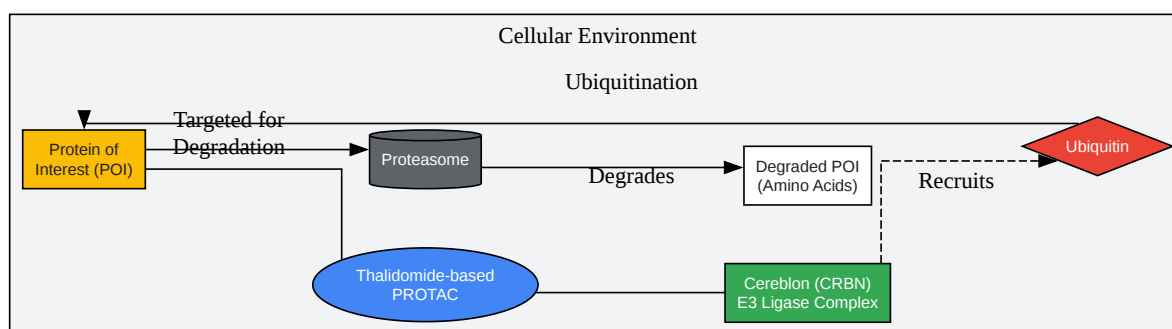 Cellular Environment
Ubiquitination
Targeted for
Degradation
Protein of
Interest (POI)
Proteasome
Degrades
Degraded POI
(Amino Acids)
Recruits
Ubiquitin
Thalidomide-based
PROTAC
Cereblon (CRBN)
E3 Ligase Complex